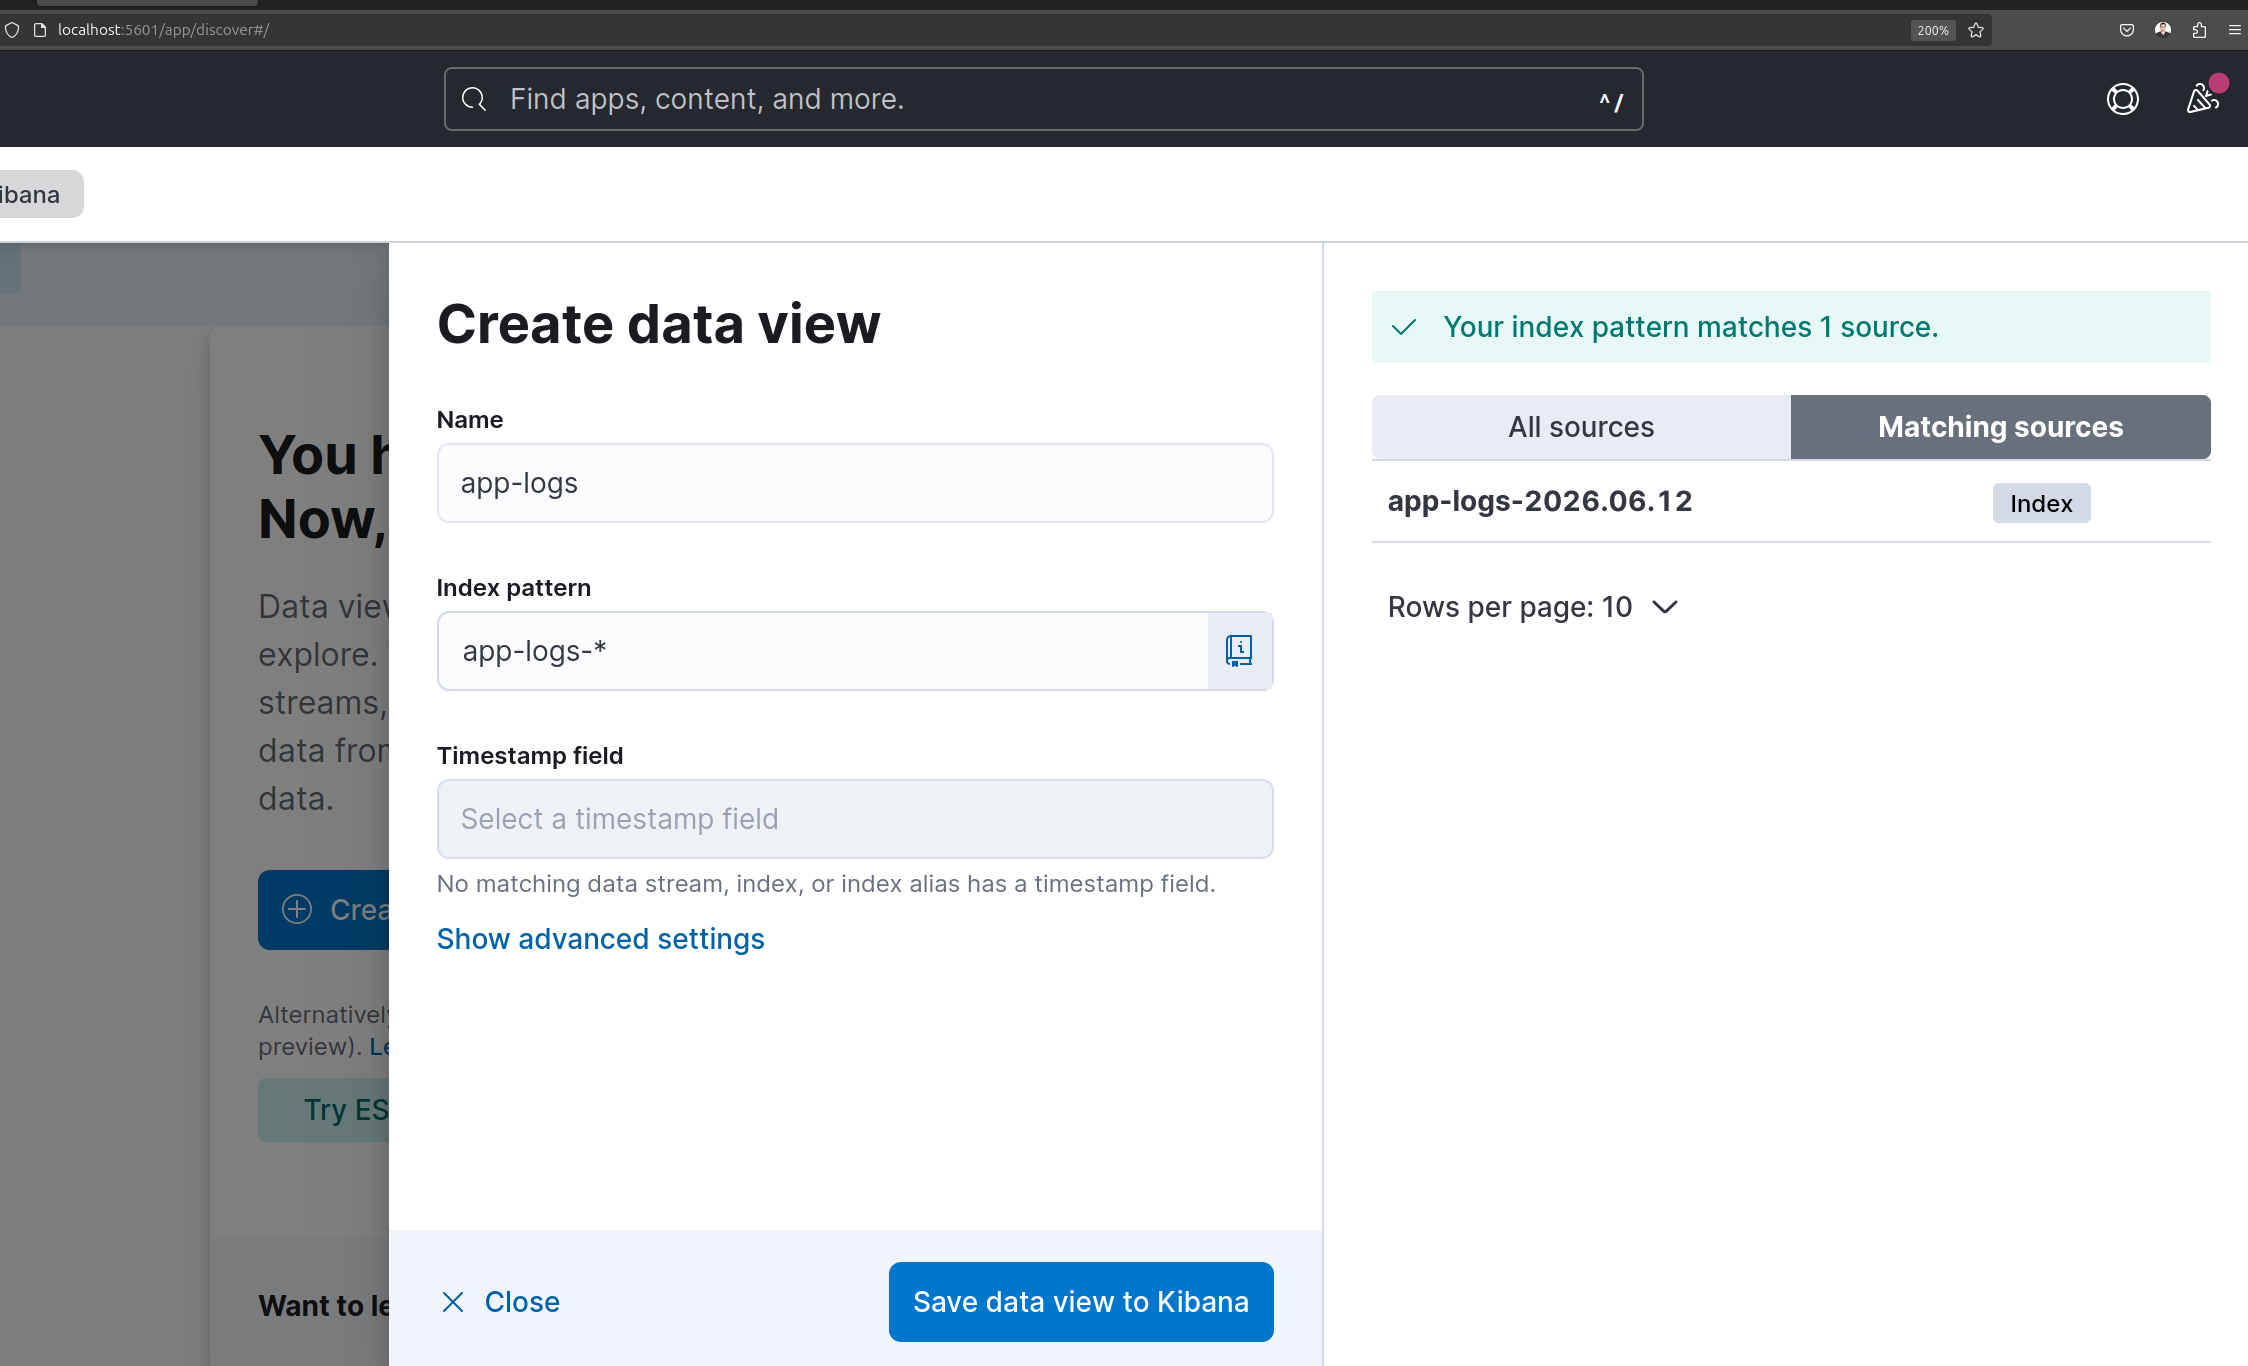 localhost:5601/app/discover#/
200%
Find apps, content, and more.
^/
ibana
Create data view
Name
app-logs
Index pattern
app-logs-*
Timestamp field
Select a timestamp field
No matching data stream, index, or index alias has a timestamp field.
Show advanced settings
Close
Save data view to Kibana
Your index pattern matches 1 source.
All sources
Matching sources
app-logs-2026.06.12
Index
Rows per page: 10
You h
Now,
Data view
explore.
streams,
data from
data.
Crea
Alternatively
preview). Le
Try ES
Want to le